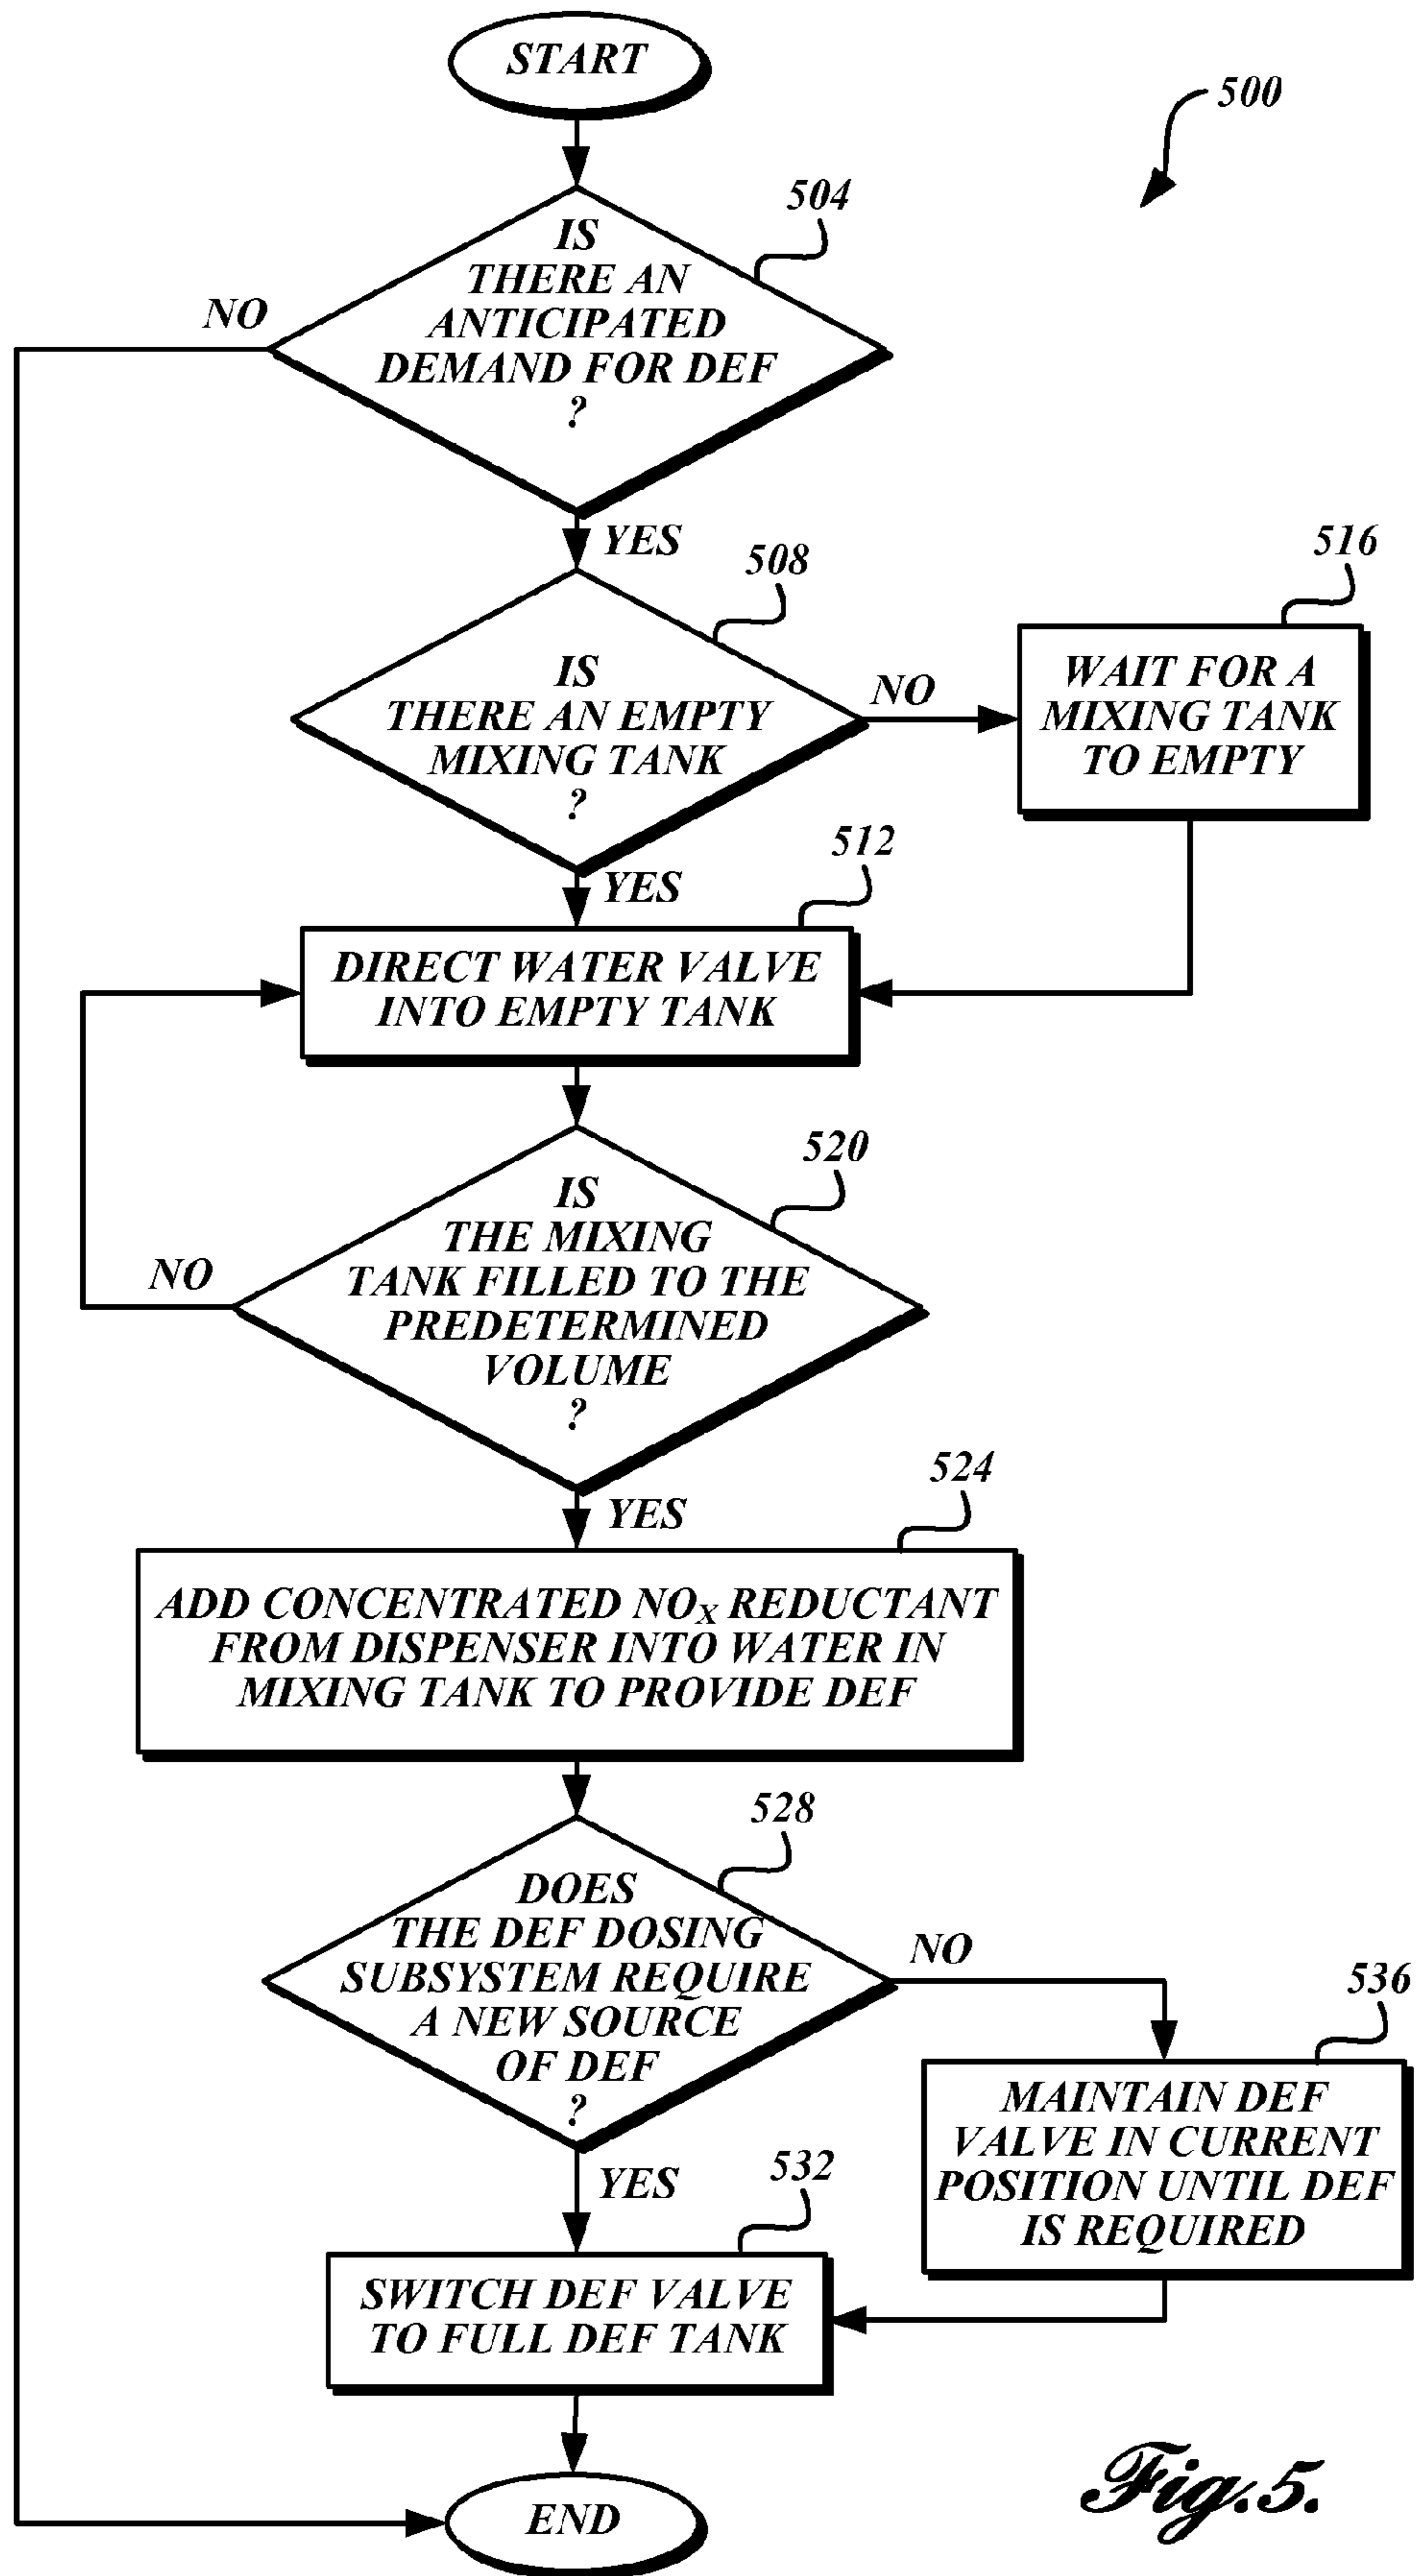 START
500
504
IS
THERE AN
ANTICIPATED
DEMAND FOR DEF
?
NO
YES
508
IS
THERE AN EMPTY
MIXING TANK
?
NO
516
WAIT FOR A
MIXING TANK
TO EMPTY
YES
512
DIRECT WATER VALVE
INTO EMPTY TANK
520
IS
THE MIXING
TANK FILLED TO THE
PREDETERMINED
VOLUME
?
NO
YES
524
ADD CONCENTRATED NOX REDUCTANT
FROM DISPENSER INTO WATER IN
MIXING TANK TO PROVIDE DEF
528
DOES
THE DEF DOSING
SUBSYSTEM REQUIRE
A NEW SOURCE
OF DEF
?
NO
536
MAINTAIN DEF
VALVE IN CURRENT
POSITION UNTIL DEF
IS REQUIRED
YES
532
SWITCH DEF VALVE
TO FULL DEF TANK
END
Fig.5.